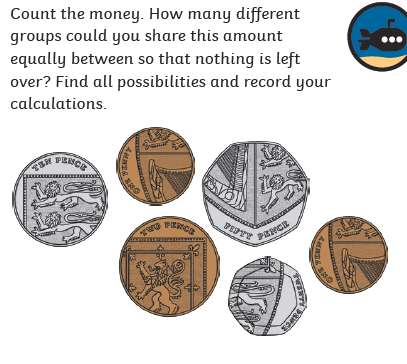 Count the money. How many different
groups could you share this amount
equally between so that nothing is left
over? Find all possibilities and record your
calculations.
TEN PENCE
ONE PENNY
FIFTY PENCE
TWO PENCE
ONE PENNY
TWENTY PENCE